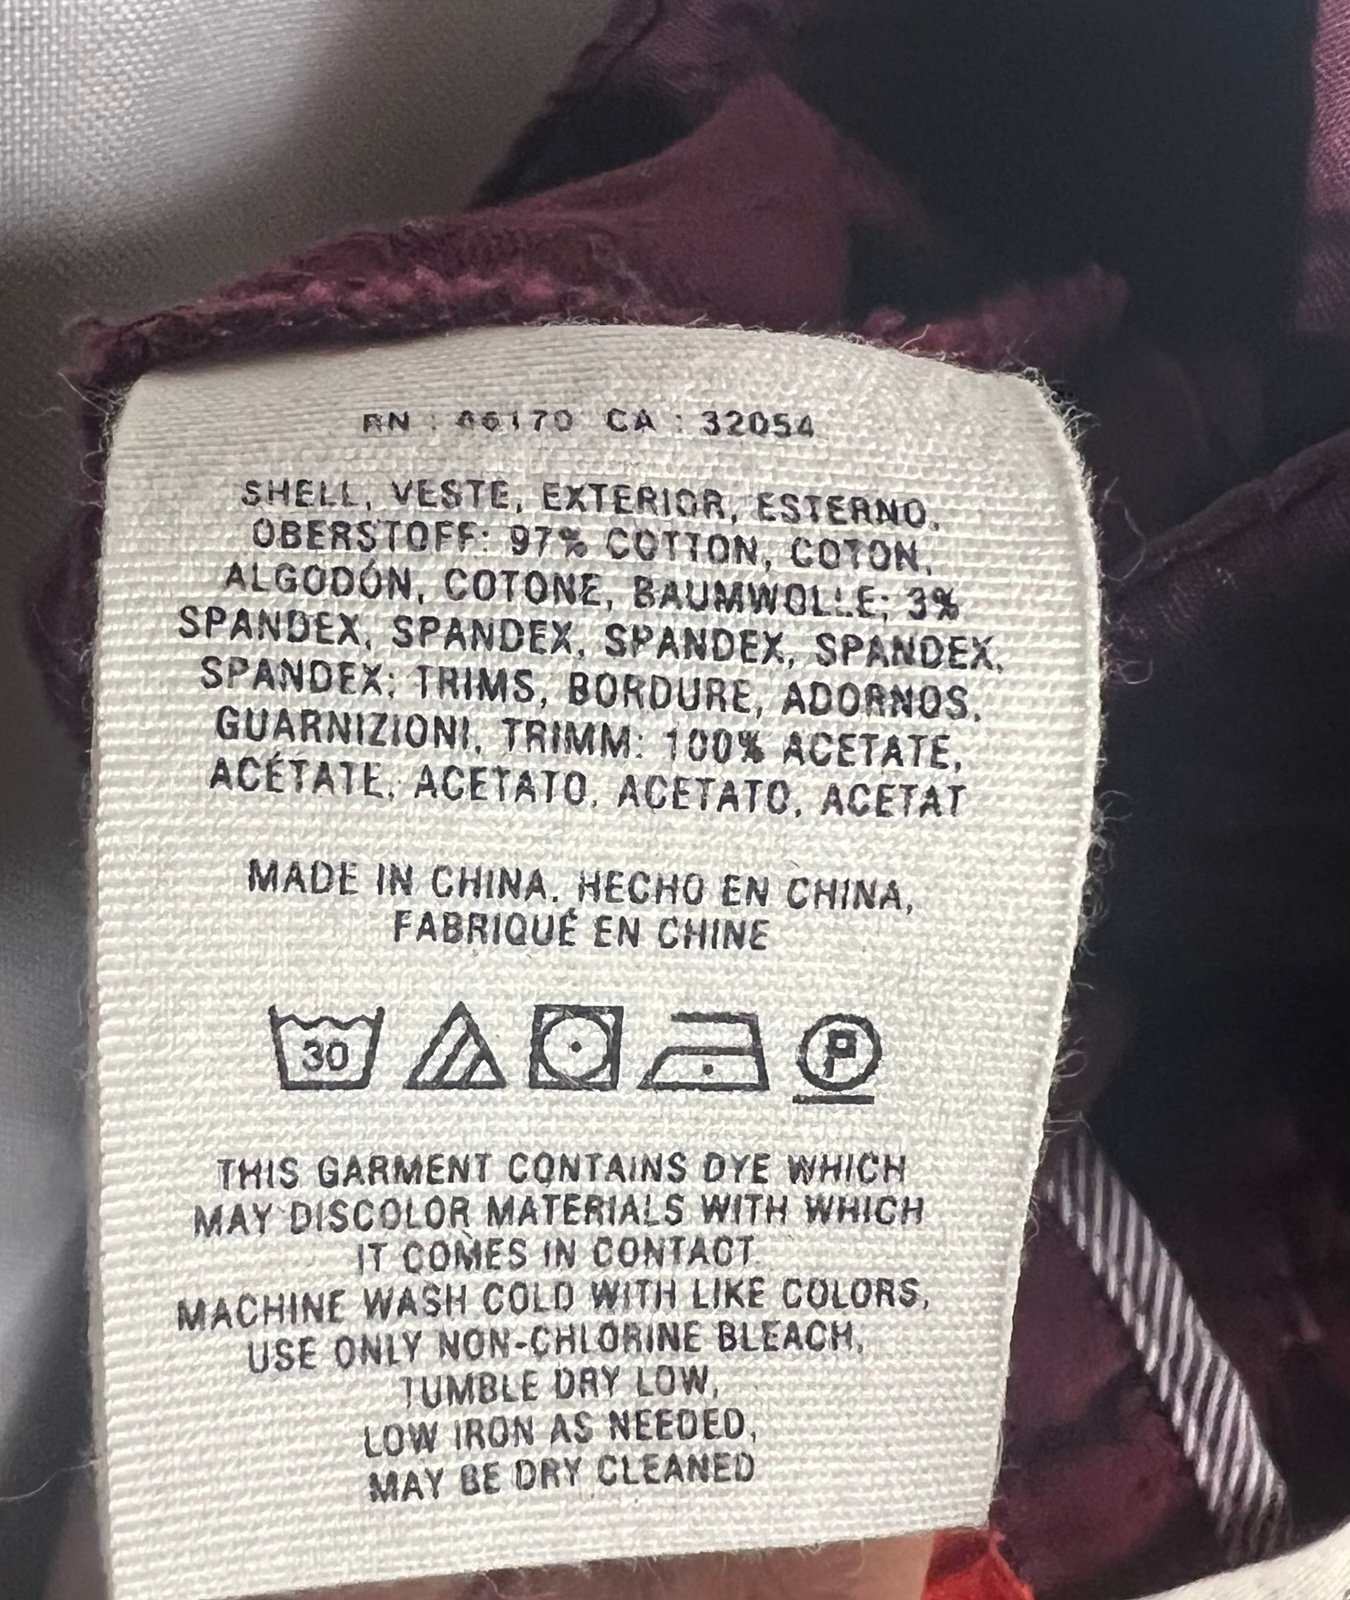 RN : 66170 CA : 32054
SHELL, VESTE, EXTERIOR, ESTERNO,
OBERSTOFF: 97% COTTON, COTON,
ALGODÓN, COTONE, BAUMWOLLE; 3%
SPANDEX, SPANDEX, SPANDEX, SPANDEX,
SPANDEX; TRIMS, BORDURE, ADORNOS,
GUARNIZIONI, TRIMM: 100% ACETATE,
ACÉTATE, ACETATO, ACETATO, ACETAT
MADE IN CHINA, HECHO EN CHINA,
FABRIQUÉ EN CHINE
30
P
THIS GARMENT CONTAINS DYE WHICH
MAY DISCOLOR MATERIALS WITH WHICH
IT COMES IN CONTACT.
MACHINE WASH COLD WITH LIKE COLORS,
USE ONLY NON-CHLORINE BLEACH,
TUMBLE DRY LOW,
LOW IRON AS NEEDED,
MAY BE DRY CLEANED